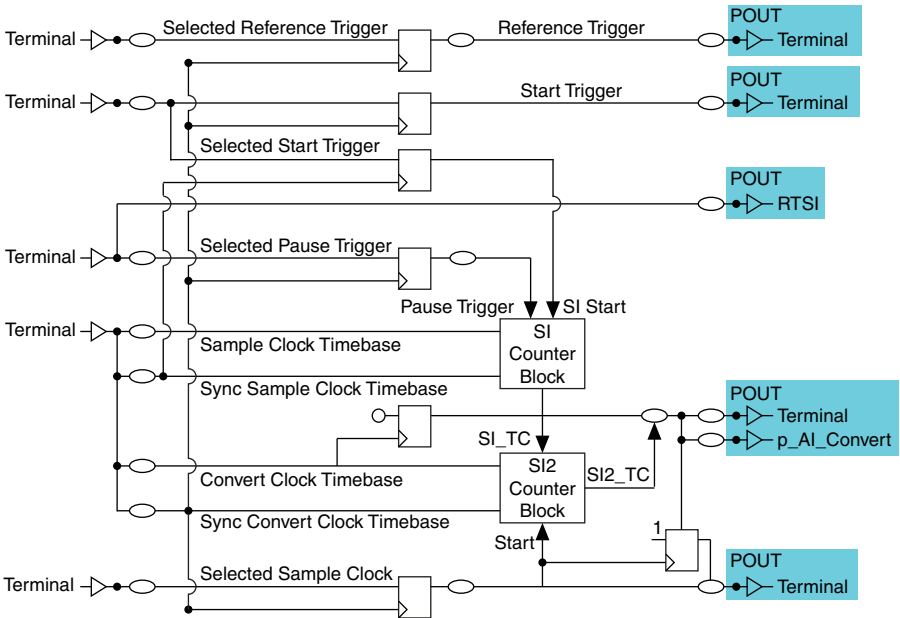 POUT
Terminal
Selected Reference Trigger
Reference Trigger
Terminal
POUT
Terminal
Start Trigger
Terminal
Selected Start Trigger
POUT
RTSI
Terminal
Selected Pause Trigger
Pause Trigger
SI Start
Terminal
Sample Clock Timebase
SI
Counter
Block
Sync Sample Clock Timebase
POUT
Terminal
p_AI_Convert
SI_TC
Convert Clock Timebase
SI2
Counter
Block
SI2_TC
Sync Convert Clock Timebase
Start
1
POUT
Terminal
Selected Sample Clock
Terminal